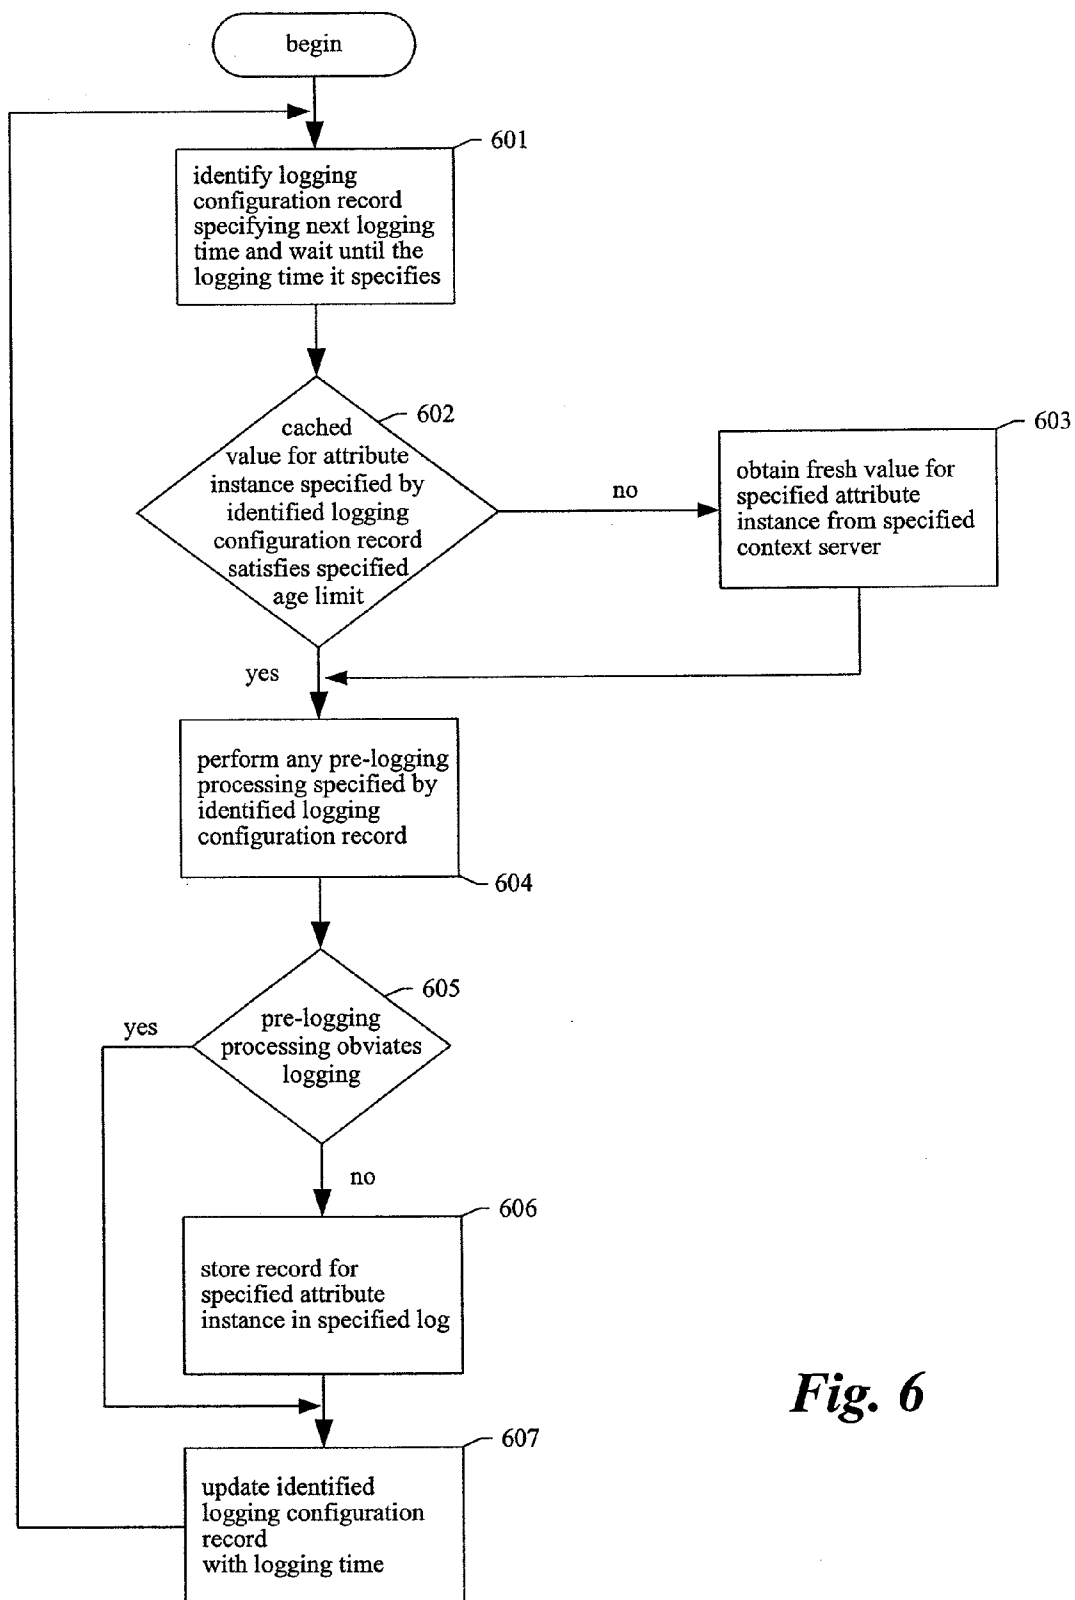 begin
601
identify logging
configuration record
specifying next logging
time and wait until the
logging time it specifies
602
cached
value for attribute
instance specified by
identified logging
configuration record
satisfies specified
age limit
no
603
obtain fresh value for
specified attribute
instance from specified
context server
yes
perform any pre-logging
processing specified by
identified logging
configuration record
604
605
pre-logging
processing obviates
logging
yes
no
606
store record for
specified attribute
instance in specified log
607
update identified
logging configuration
record
with logging time
Fig. 6